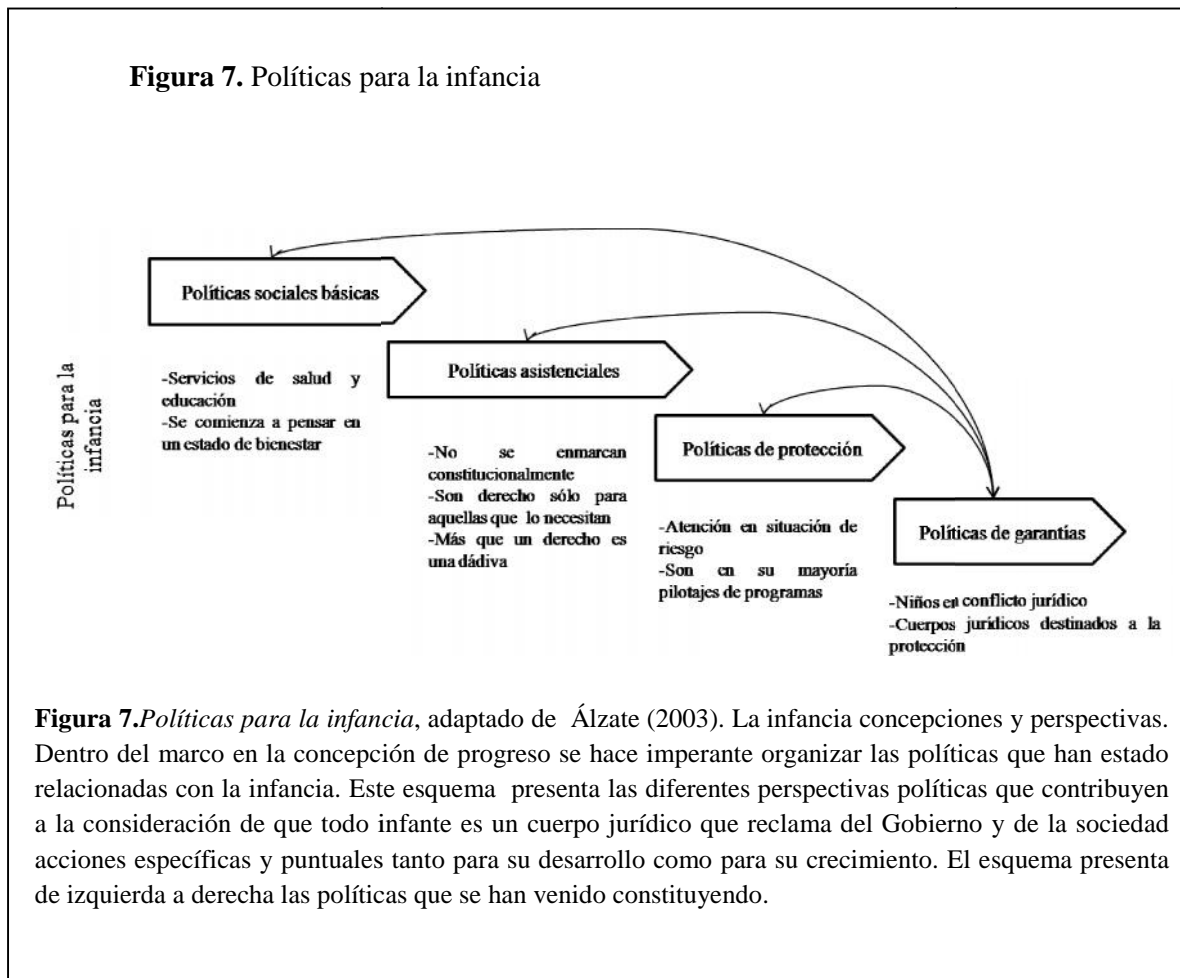 Figura 7. Políticas para la infancia
Políticas para la
infancia
Políticas sociales básicas
-Servicios de salud y
educación
-Se comienza a pensar en
un estado de bienestar
Políticas asistenciales
-No se enmarcan
constitucionalmente
-Son derecho sólo para
aquellas que lo necesitan
-Más que un derecho es
una dádiva
Políticas de protección
-Atención en situación de
riesgo
-Son en su mayoría
pilotajes de programas
Políticas de garantías
-Niños en conflicto jurídico
-Cuerpos jurídicos destinados a la
protección
Figura 7.Políticas para la infancia, adaptado de Álzate (2003). La infancia concepciones y perspectivas.
Dentro del marco en la concepción de progreso se hace imperante organizar las políticas que han estado
relacionadas con la infancia. Este esquema presenta las diferentes perspectivas políticas que contribuyen
a la consideración de que todo infante es un cuerpo jurídico que reclama del Gobierno y de la sociedad
acciones específicas y puntuales tanto para su desarrollo como para su crecimiento. El esquema presenta
de izquierda a derecha las políticas que se han venido constituyendo.